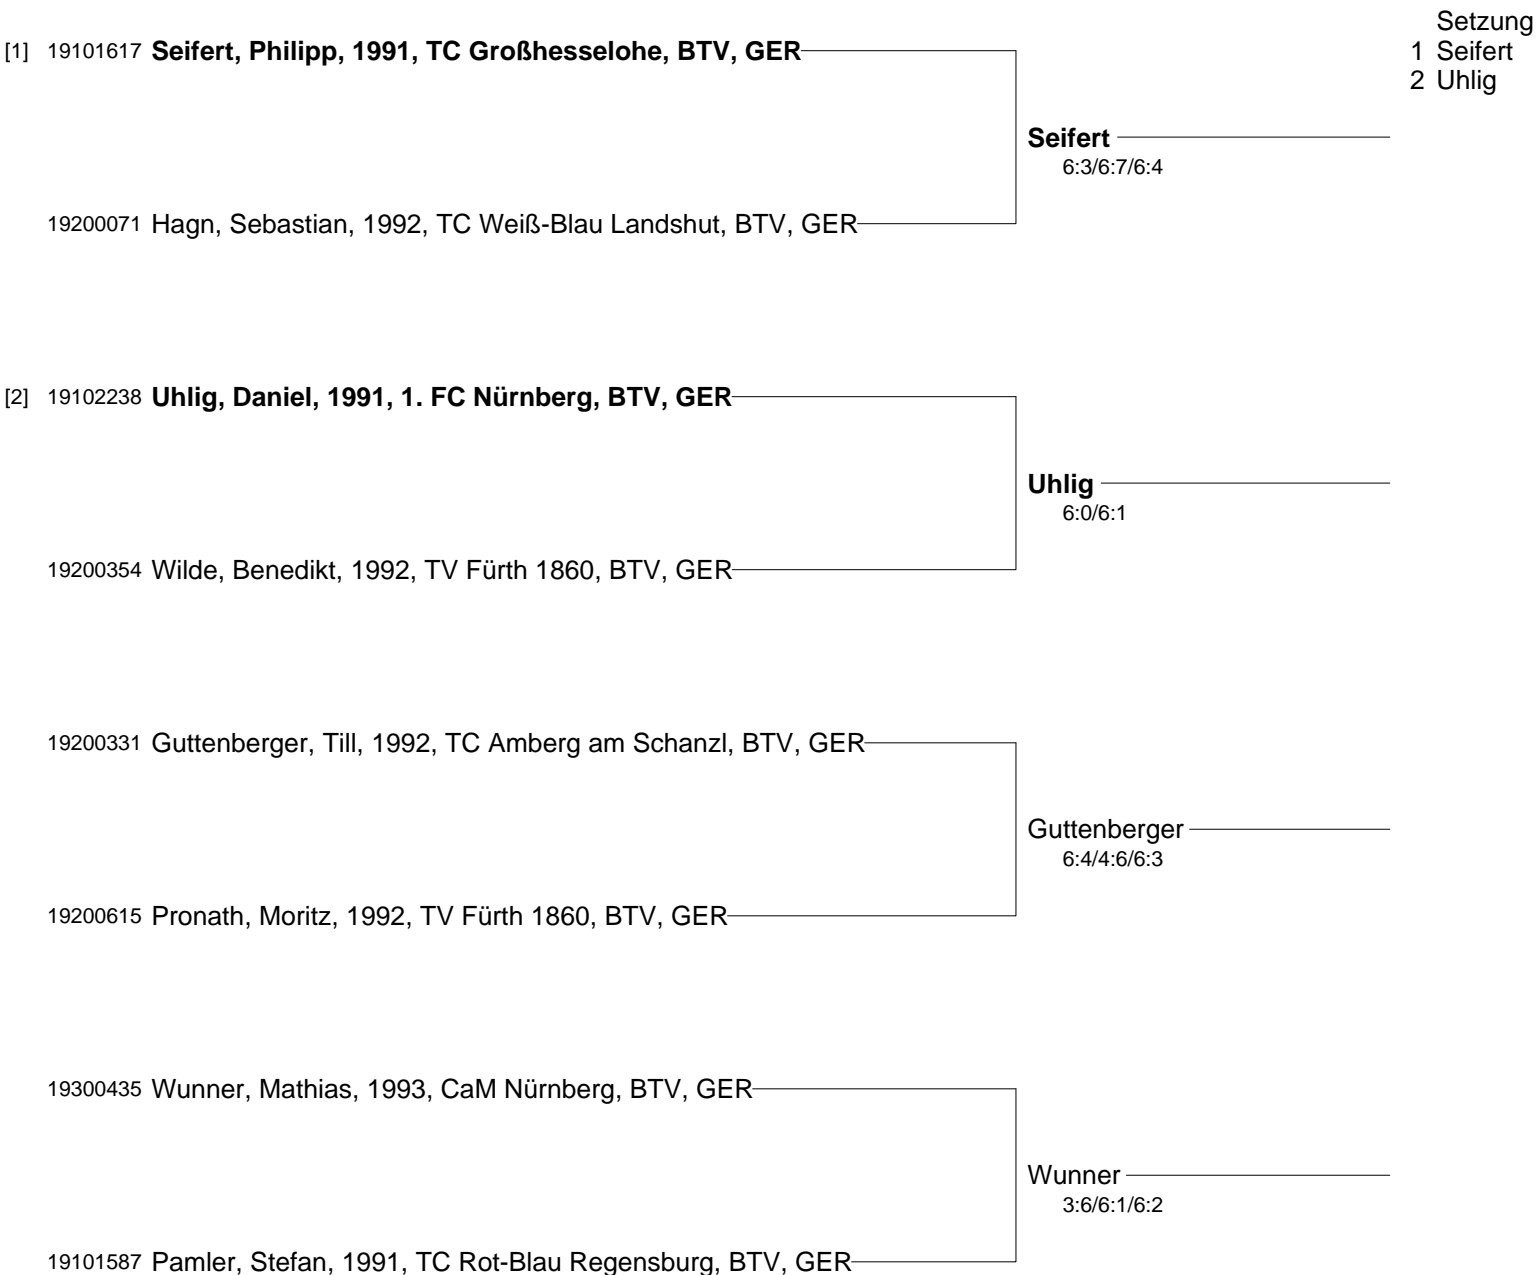 Setzung
[1] 19101617 Seifert, Philipp, 1991, TC Großhesselohe, BTV, GER
1 Seifert
2 Uhlig
Seifert
6:3/6:7/6:4
19200071 Hagn, Sebastian, 1992, TC Weiß-Blau Landshut, BTV, GER
[2] 19102238 Uhlig, Daniel, 1991, 1. FC Nürnberg, BTV, GER
Uhlig
6:0/6:1
19200354 Wilde, Benedikt, 1992, TV Fürth 1860, BTV, GER
19200331 Guttenberger, Till, 1992, TC Amberg am Schanzl, BTV, GER
Guttenberger
6:4/4:6/6:3
19200615 Pronath, Moritz, 1992, TV Fürth 1860, BTV, GER
19300435 Wunner, Mathias, 1993, CaM Nürnberg, BTV, GER
Wunner
3:6/6:1/6:2
19101587 Pamler, Stefan, 1991, TC Rot-Blau Regensburg, BTV, GER